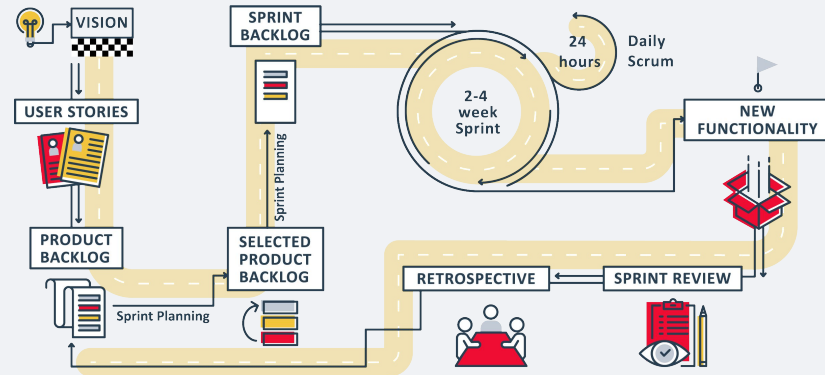 VISION
USER STORIES
PRODUCT
BACKLOG
Sprint Planning
SELECTED
PRODUCT
BACKLOG
Sprint Planning
SPRINT
BACKLOG
2-4
week
Sprint
24
hours
Daily
Scrum
NEW
FUNCTIONALITY
SPRINT REVIEW
RETROSPECTIVE